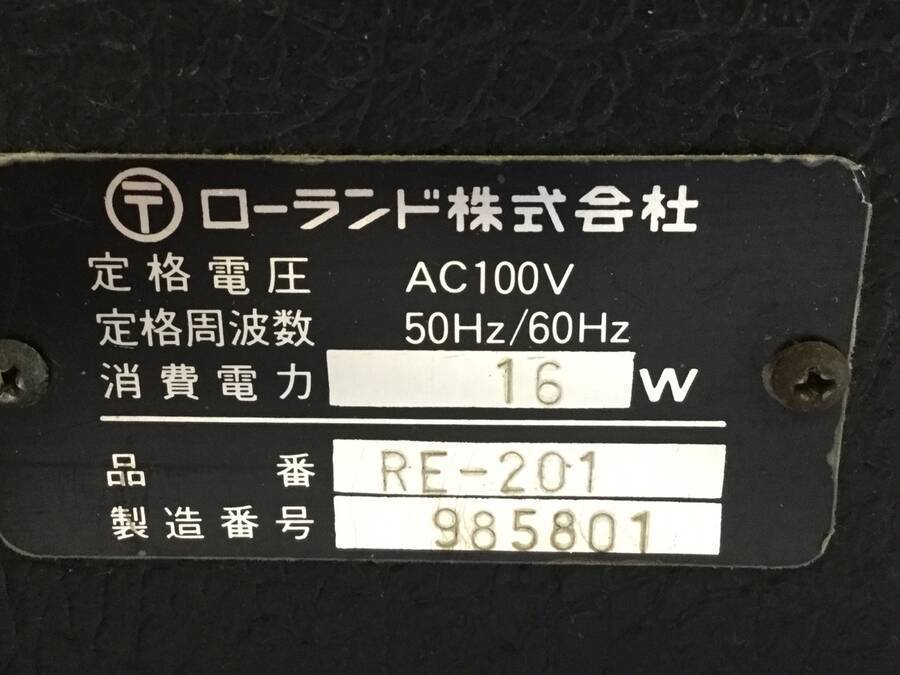 〒 ローランド株式会社
定格電圧 AC100V
定格周波数 50Hz/60Hz
消費電力 16 W
品番 RE-201
製造番号 985801